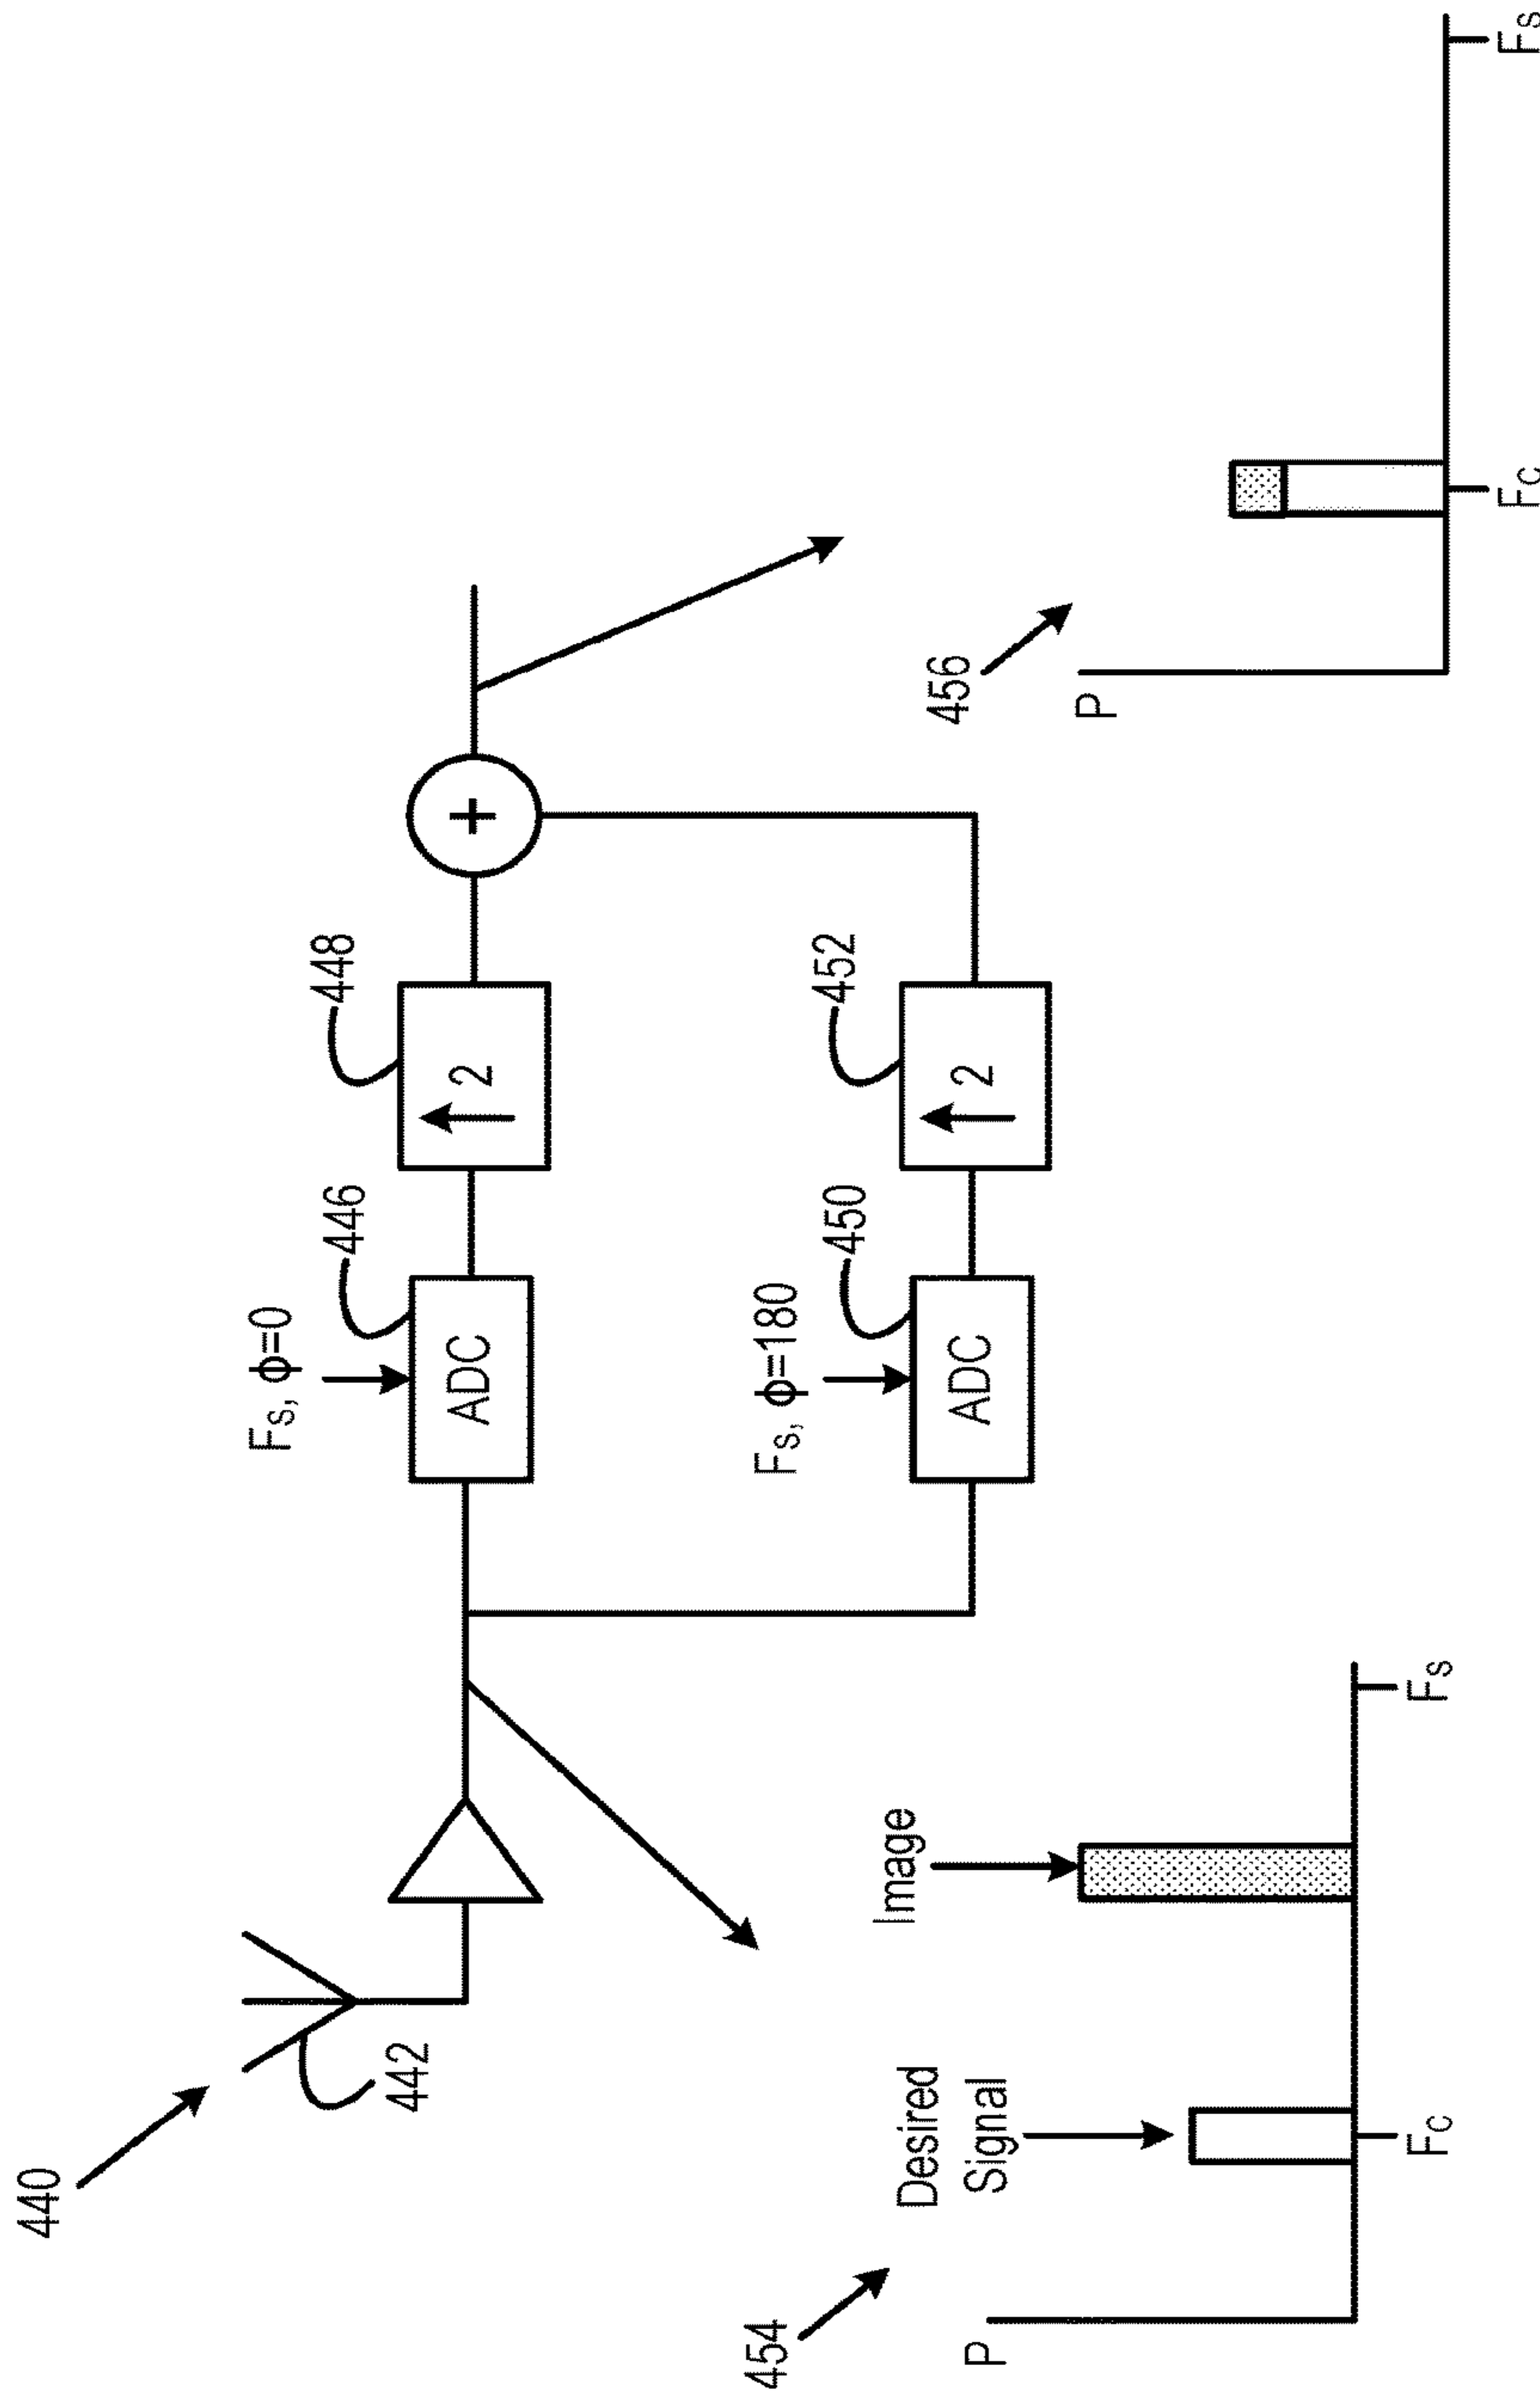 440
442
Fs, ϕ=0
446
ADC
448
↑ 2
+
Fs, ϕ=180
450
ADC
452
↑ 2
454
P
Desired
Signal
Image
Fc
Fs
456
P
Fc
Fs